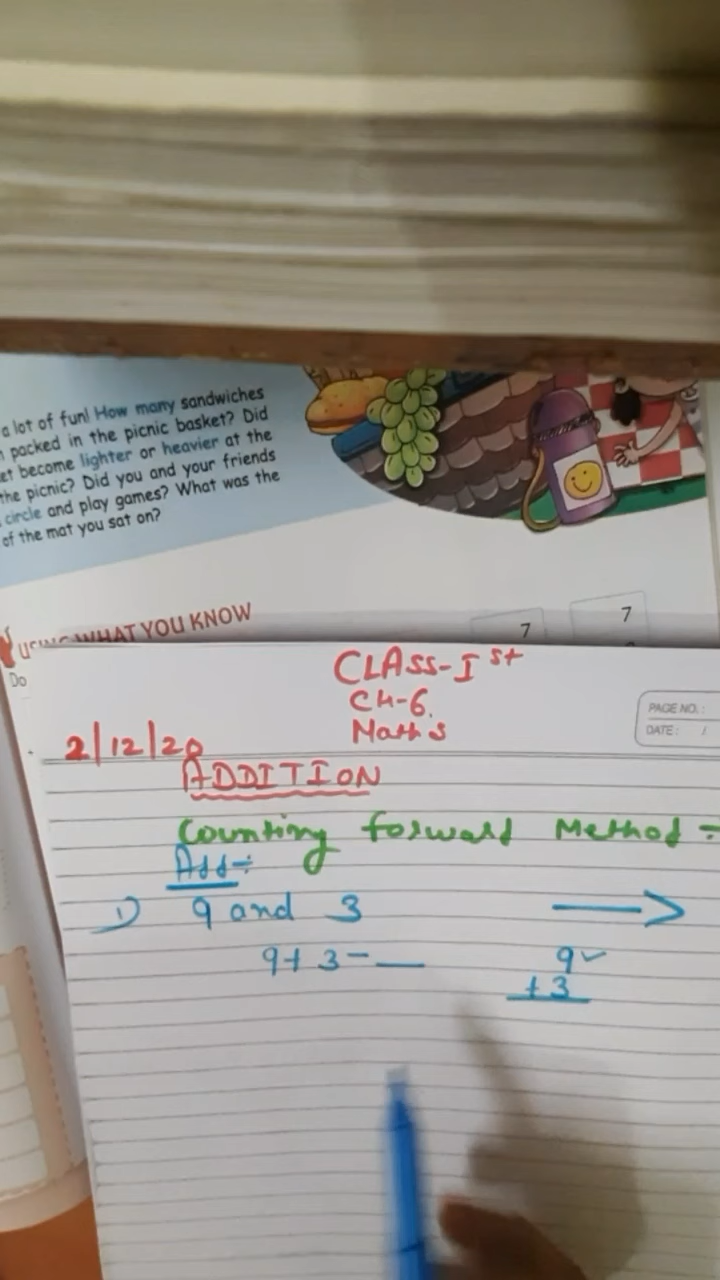 a lot of fun! How many sandwiches
packed in the picnic basket? Did
et become lighter or heavier at the
the picnic? Did you and your friends
circle and play games? What was the
of the mat you sat on?
WHAT YOU KNOW
7
7
Do
CLASS-I st
CH-6.
Maths
PAGE NO.:
DATE: /
2/12/20
ADDITION
Counting forward Method:-
Add:-
1) 9 and 3
9+3=__
9✓
+3